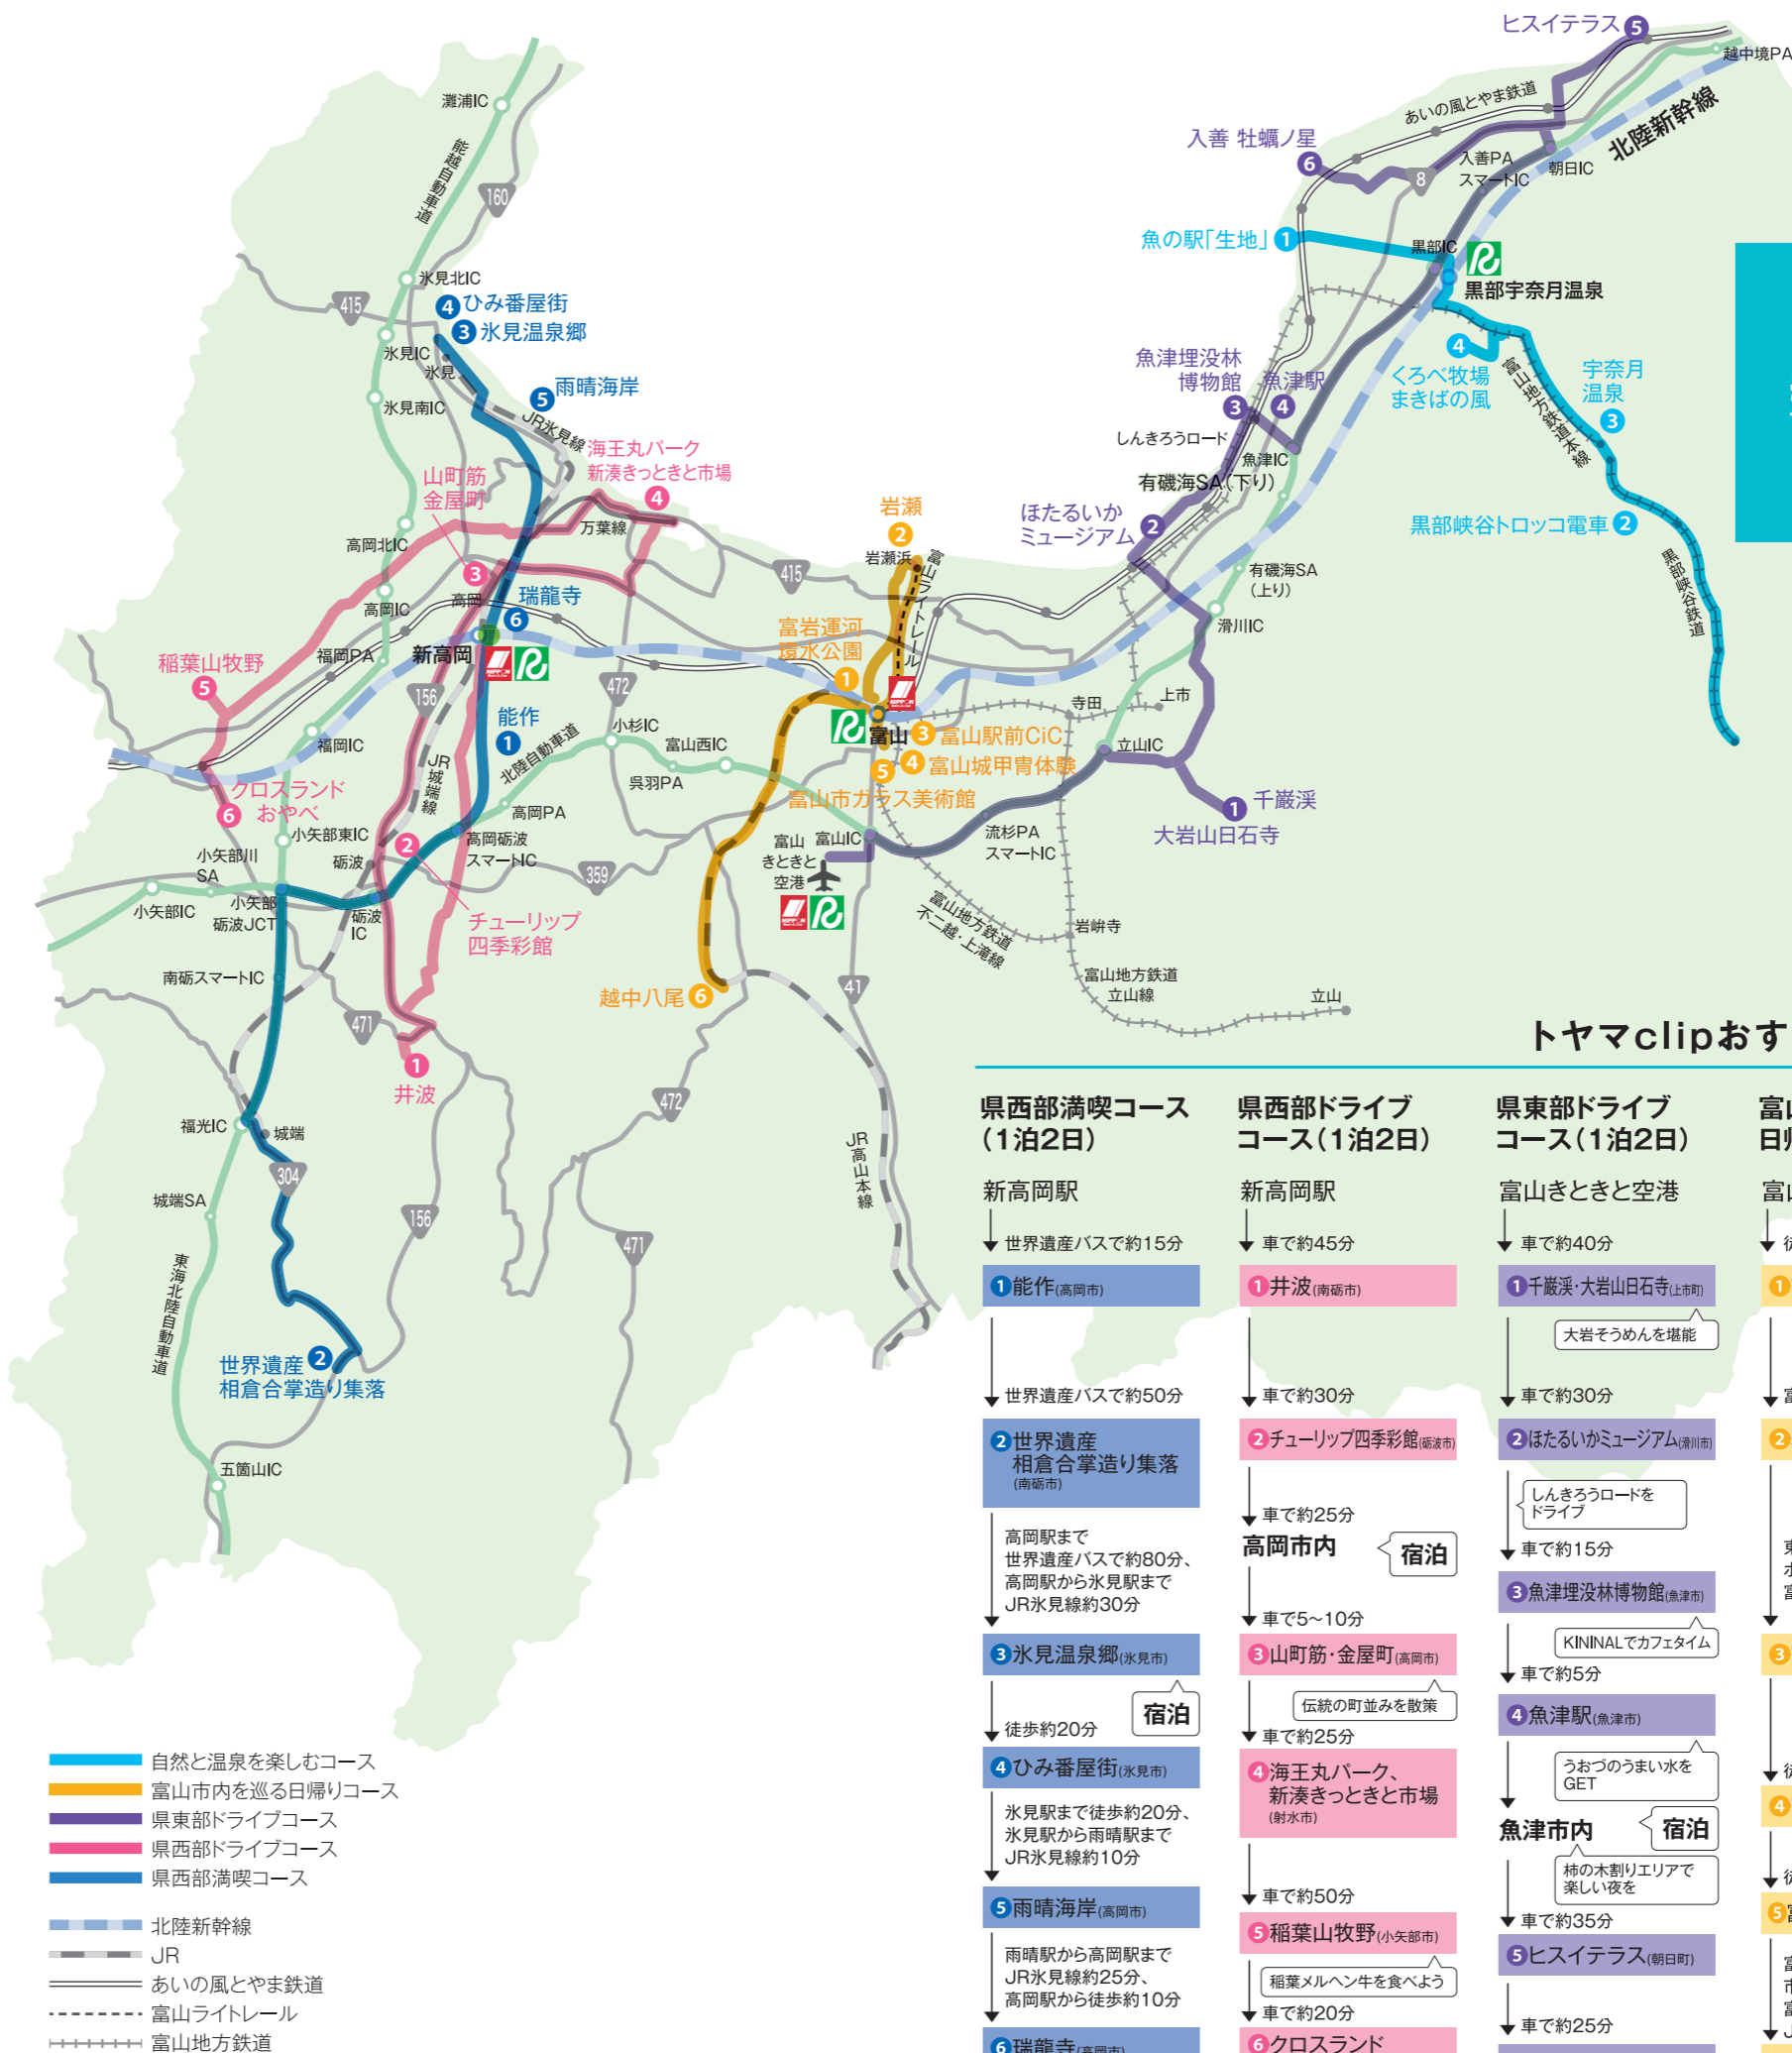 ヒスイテラス 5
越中境PA
あいの風とやま鉄道
北陸新幹線
入善 牡蠣ノ星
6
入善PA
スマートIC
朝日IC
8
魚の駅「生地」 1
黒部IC
黒部宇奈月温泉
4
くろべ牧場
まきばの風
宇奈月
温泉
3
富山地方鉄道本線
黒部峡谷トロッコ電車 2
黒部峡谷鉄道
魚津埋没林
博物館
3
魚津駅
4
しんきろうロード
魚津IC
有磯海SA(下り)
ほたるいか
ミュージアム
2
有磯海SA
(上り)
滑川IC
灘浦IC
能越自動車道
160
氷見北IC
415
4 ひみ番屋街
3 氷見温泉郷
氷見IC
氷見
氷見南IC
5
雨晴海岸
JR氷見線
海王丸パーク
新湊きっときと市場
4
山町筋
金屋町
3
万葉線
高岡北IC
高岡IC
高岡
瑞龍寺
6
福岡PA
新高岡
稲葉山牧野
5
156
472
415
岩瀬
2
岩瀬浜
富山ライトレール
富岩運河
環水公園
1
富山
3 富山駅前CiC
4 富山城甲冑体験
5
富山市ガラス美術館
寺田
上市
立山IC
1 千巌渓
大岩山日石寺
能作
1
福岡IC
JR城端線
北陸自動車道
小杉IC
富山西IC
呉羽PA
高岡PA
クロスランド
おやべ
6
小矢部東IC
小矢部川
SA
砺波
2
高岡砺波
スマートIC
359
富山
きときと
空港
富山IC
流杉PA
スマートIC
小矢部IC
小矢部
砺波JCT
砺波
IC
チューリップ
四季彩館
富山地方鉄道
不二越・上滝線
岩峅寺
南砺スマートIC
越中八尾 6
41
富山地方鉄道
立山線
立山
471
1
井波
福光IC
城端
304
472
JR高山本線
城端SA
156
471
東海北陸自動車道
世界遺産 2
相倉合掌造り集落
五箇山IC
自然と温泉を楽しむコース
富山市内を巡る日帰りコース
県東部ドライブコース
県西部ドライブコース
県西部満喫コース
北陸新幹線
JR
あいの風とやま鉄道
富山ライトレール
富山地方鉄道
トヤマclipおす
県西部満喫コース
(1泊2日)
新高岡駅
世界遺産バスで約15分
1能作(高岡市)
世界遺産バスで約50分
2世界遺産
相倉合掌造り集落
(南砺市)
高岡駅まで
世界遺産バスで約80分、
高岡駅から氷見駅まで
JR氷見線約30分
3氷見温泉郷(氷見市)
宿泊
徒歩約20分
4ひみ番屋街(氷見市)
氷見駅まで徒歩約20分、
氷見駅から雨晴駅まで
JR氷見線約10分
5雨晴海岸(高岡市)
雨晴駅から高岡駅まで
JR氷見線約25分、
高岡駅から徒歩約10分
6瑞龍寺(高岡市)
県西部ドライブ
コース(1泊2日)
新高岡駅
車で約45分
1井波(南砺市)
車で約30分
2チューリップ四季彩館(砺波市)
車で約25分
高岡市内
宿泊
車で5~10分
3山町筋・金屋町(高岡市)
伝統の町並みを散策
車で約25分
4海王丸パーク、
新湊きっときと市場
(射水市)
車で約50分
5稲葉山牧野(小矢部市)
稲葉メルヘン牛を食べよう
車で約20分
6クロスランド
県東部ドライブ
コース(1泊2日)
富山きときと空港
車で約40分
1千巌渓・大岩山日石寺(上市町)
大岩そうめんを堪能
車で約30分
2ほたるいかミュージアム(滑川市)
しんきろうロードを
ドライブ
車で約15分
3魚津埋没林博物館(魚津市)
KININALでカフェタイム
車で約5分
4魚津駅(魚津市)
うおづのうまい水を
GET
魚津市内
宿泊
柿の木割りエリアで
楽しい夜を
車で約35分
5ヒスイテラス(朝日町)
車で約25分
富山
日帰
富山
1
2
3
4
5